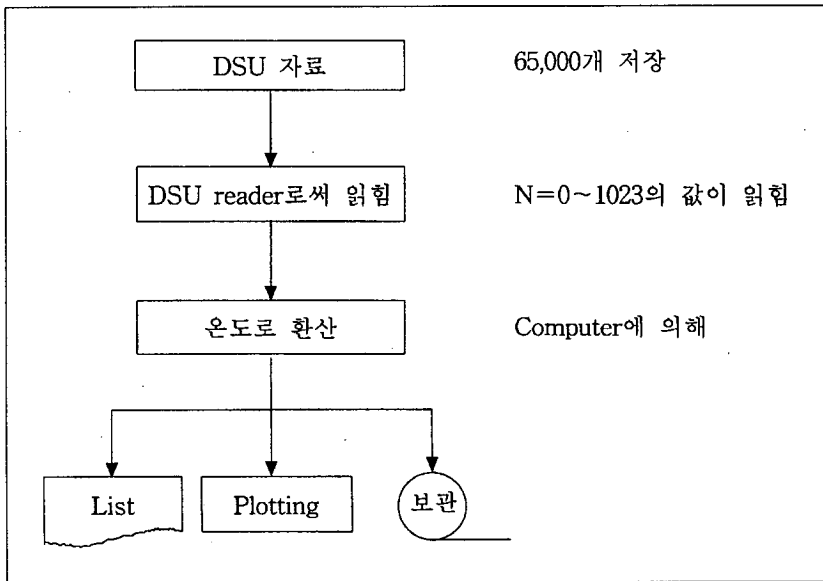 DSU 자료
65,000개 저장
DSU reader로써 읽힘
N=0~1023의 값이 읽힘
온도로 환산
Computer에 의해
List
Plotting
보관